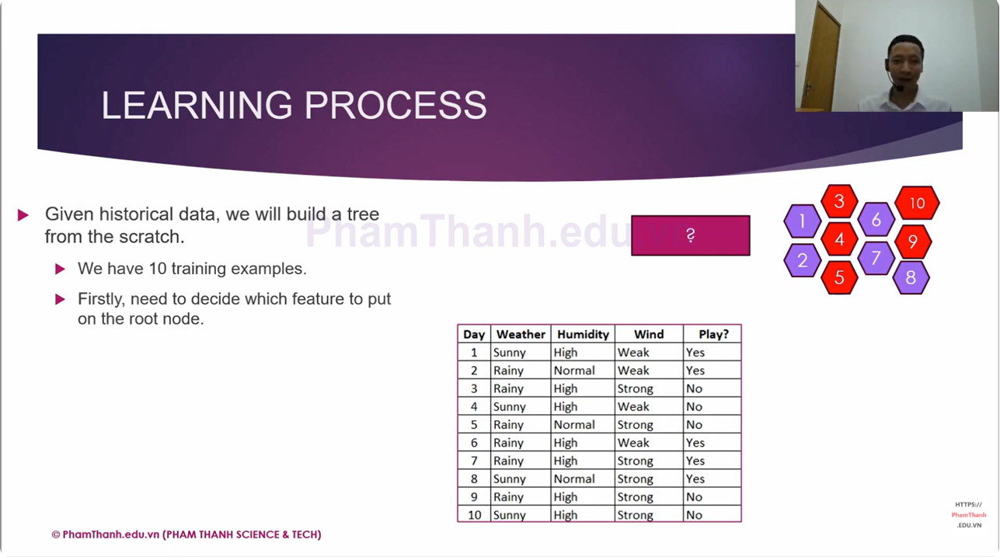 LEARNING PROCESS
Given historical data, we will build a tree
from the scratch.
We have 10 training examples.
Firstly, need to decide which feature to put
on the root node.
PhamThanh.edu.vn
?
3
10
1
6
4
9
2
7
5
8
Day Weather Humidity Wind Play?
1 Sunny High Weak Yes
2 Rainy Normal Weak Yes
3 Rainy High Strong No
4 Sunny High Weak No
5 Rainy Normal Strong No
6 Rainy High Weak Yes
7 Rainy High Strong Yes
8 Sunny Normal Strong Yes
9 Rainy High Strong No
10 Sunny High Strong No
HTTPS://
PhamThanh
.EDU.VN
© PhamThanh.edu.vn (PHAM THANH SCIENCE & TECH)